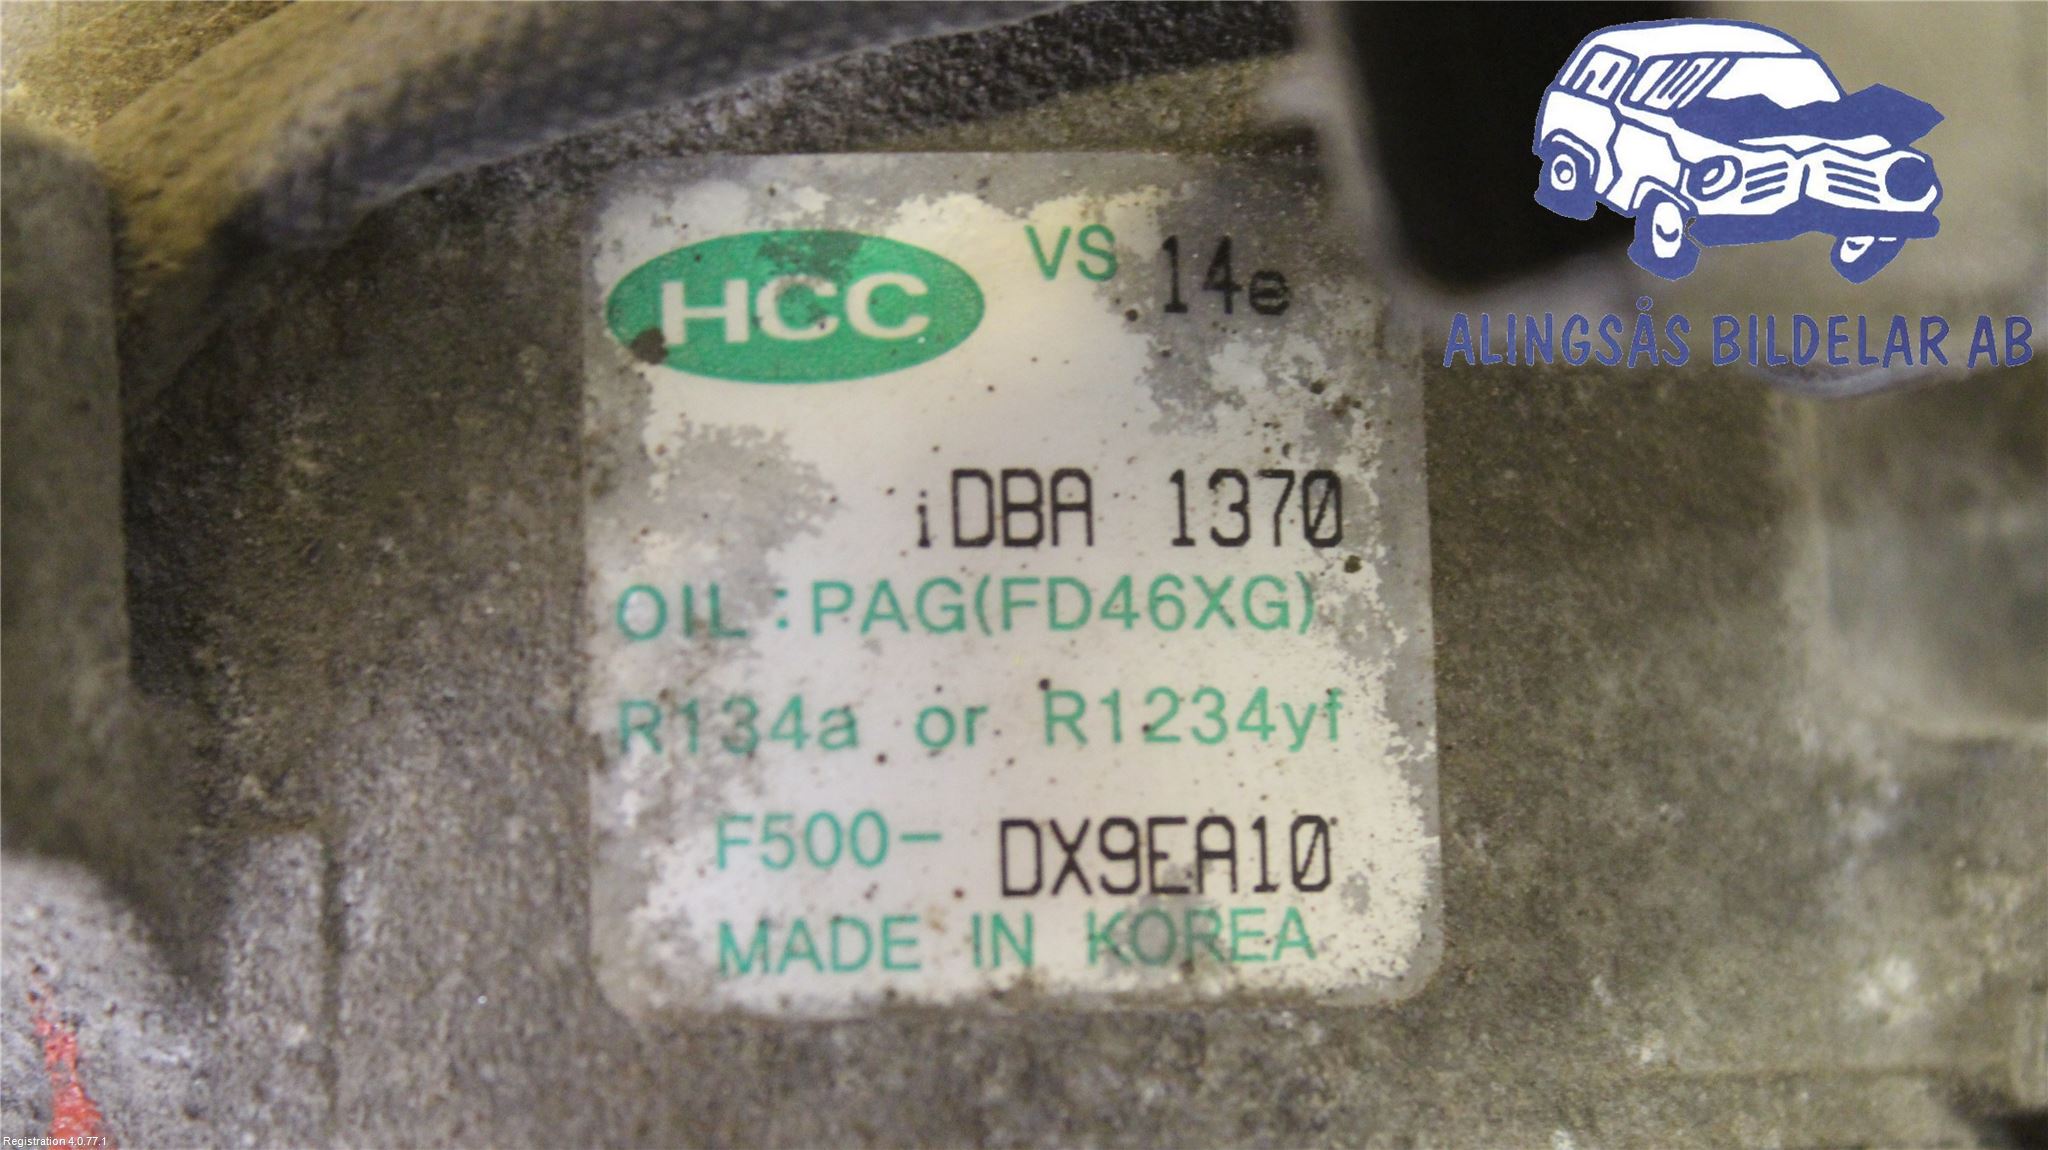 HCC VS 14e
iDBA 1370
OIL : PAG(FD46XG)
R134a or R1234yf
F500- DX9EA10
MADE IN KOREA
ALINGSÅS BILDELAR AB
Registration 4.0.77.1